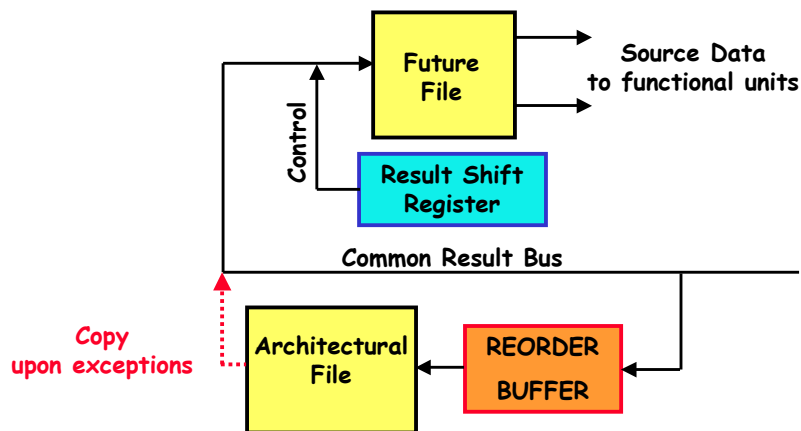 Future
File
Source Data
to functional units
Control
Result Shift
Register
Common Result Bus
Copy
upon exceptions
Architectural
File
REORDER
BUFFER